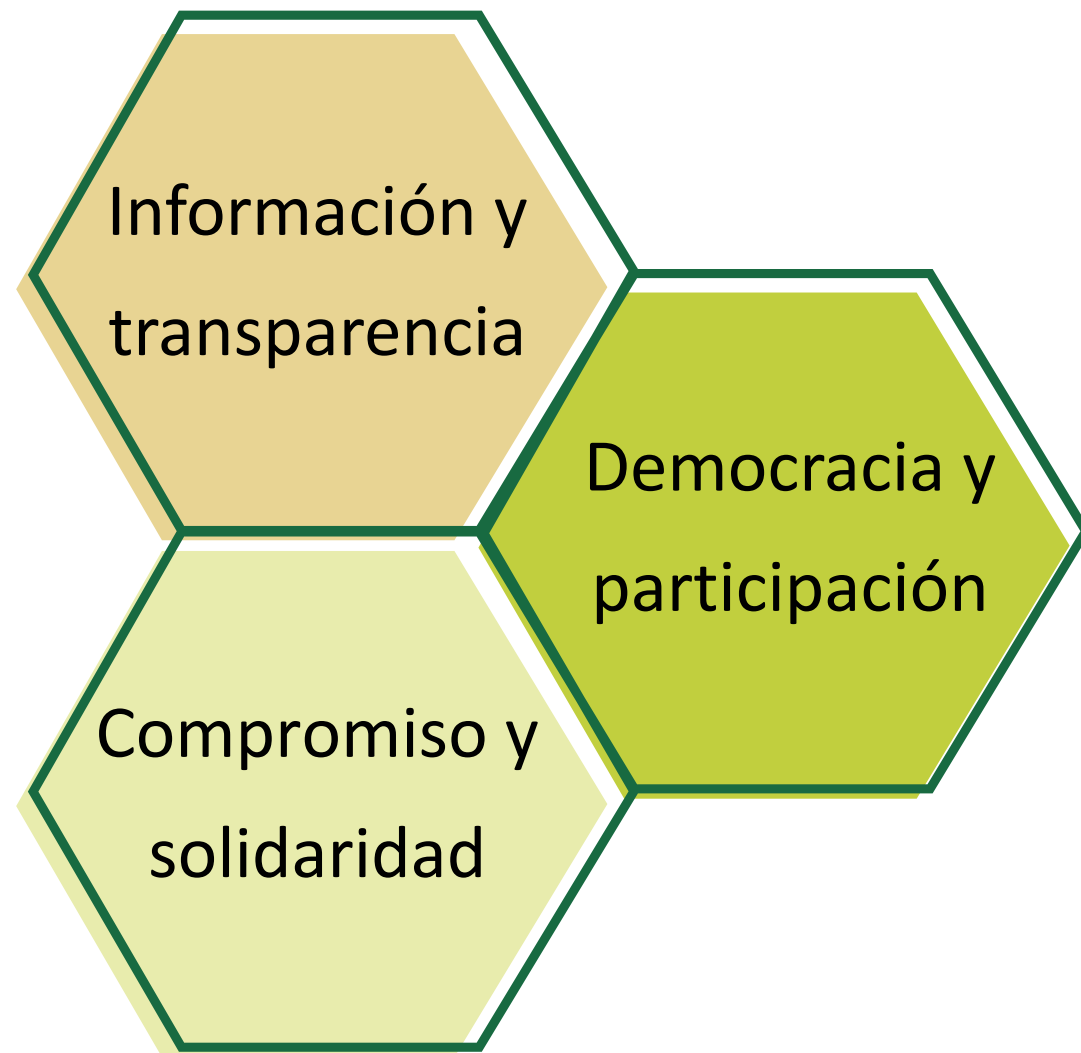 Información y
transparencia
Democracia y
participación
Compromiso y
solidaridad